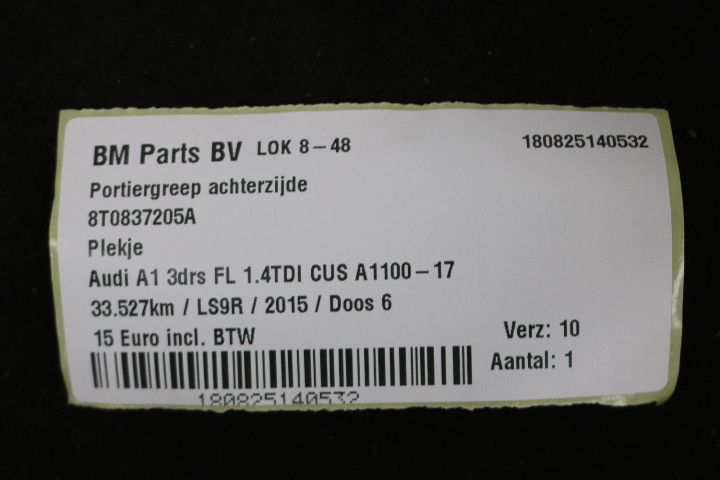 BM Parts BV LOK 8-48 180825140532
Portiergreep achterzijde
8T0837205A
Plekje
Audi A1 3drs FL 1.4TDI CUS A1100-17
33.527km / LS9R / 2015 / Doos 6
15 Euro incl. BTW Verz: 10
Aantal: 1
180825140532